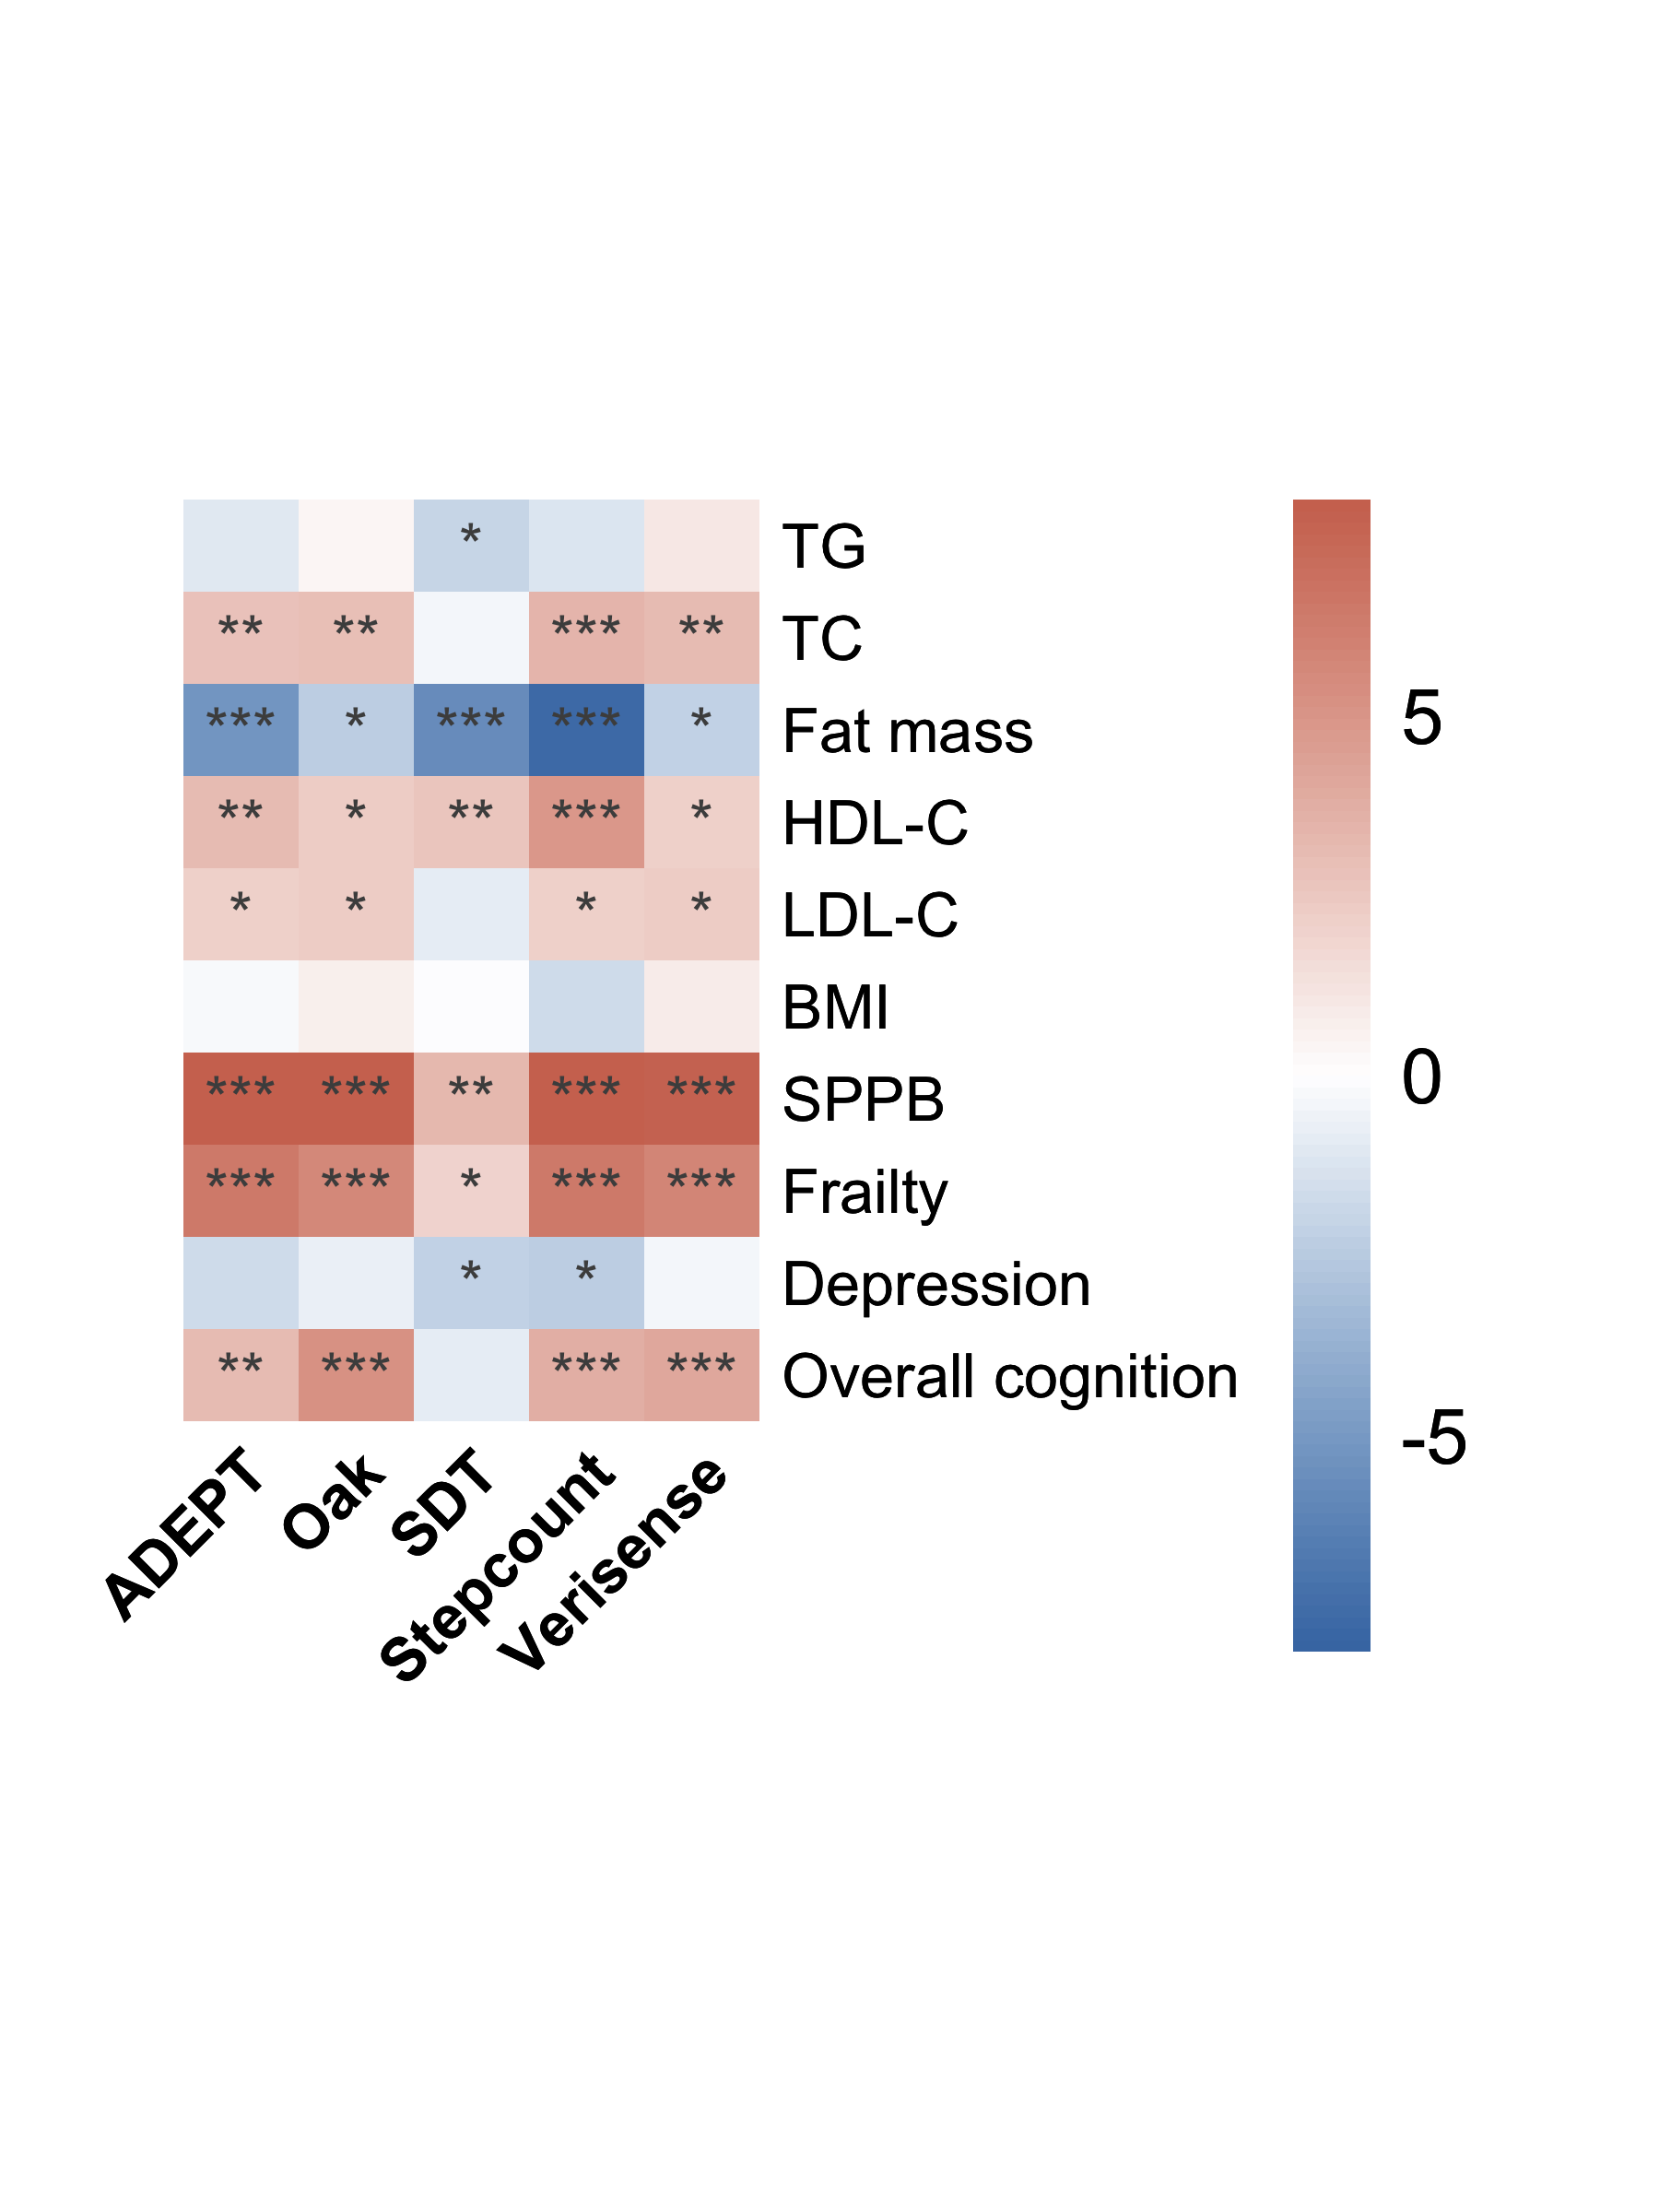 * TG
** ** *** ** TC
*** * *** *** * Fat mass
** * ** *** * HDL-C
* * * * LDL-C
BMI
*** *** ** *** *** SPPB
*** *** * *** *** Frailty
* * Depression
** *** *** *** Overall cognition
ADEPT
Oak
SDT
Stepcount
Verisense
5
0
-5